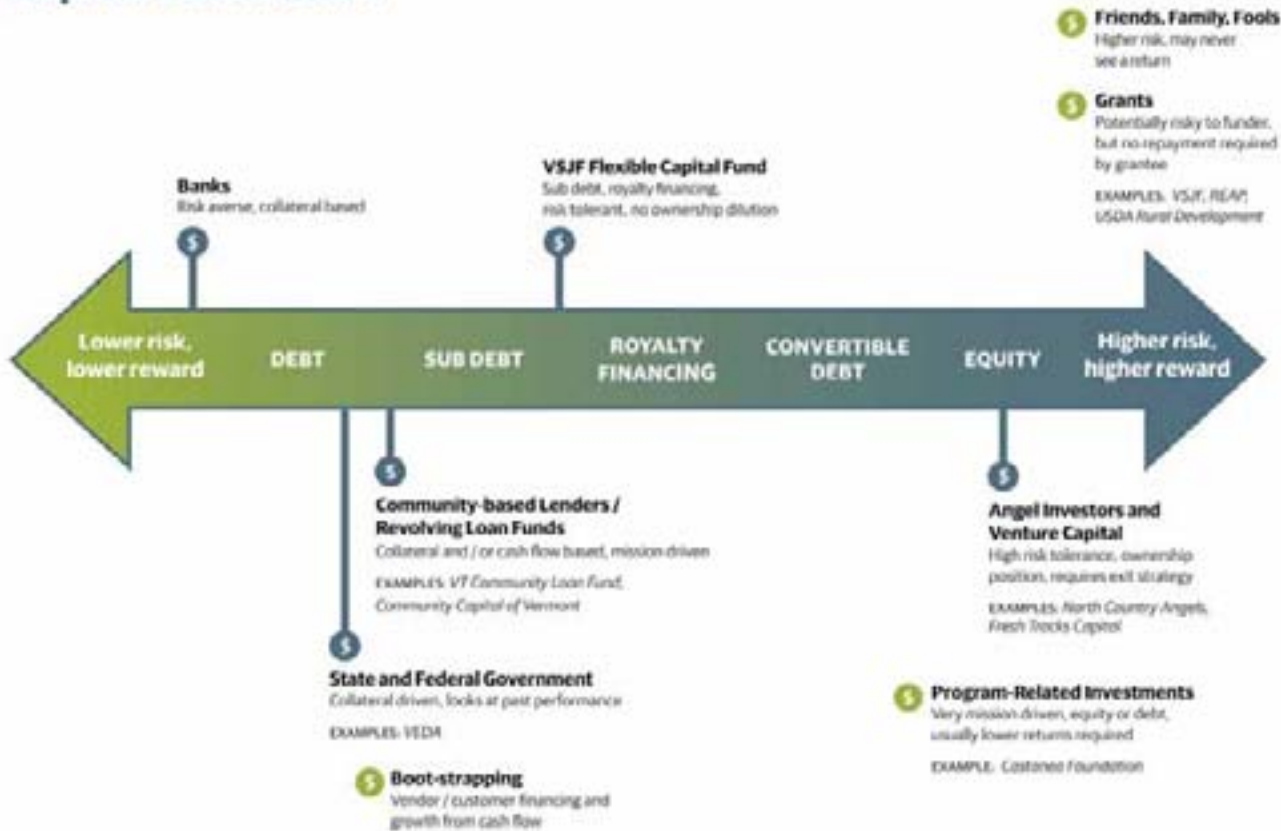 Friends, Family, Fools
Higher risk, may never
see a return
Grants
Potentially risky to funder,
but no repayment required
by grantee
EXAMPLES: VSJF, REAP,
USDA Rural Development
Banks
Risk averse, collateral based
VSJF Flexible Capital Fund
Sub debt, royalty financing,
risk tolerant, no ownership dilution
$
$
$
$
Lower risk,
lower reward
DEBT
SUB DEBT
ROYALTY
FINANCING
CONVERTIBLE
DEBT
EQUITY
Higher risk,
higher reward
$
Community-based Lenders /
Revolving Loan Funds
Collateral and / or cash flow based, mission driven
EXAMPLES: VT Community Loan Fund,
Community Capital of Vermont
$
Angel Investors and
Venture Capital
High risk tolerance, ownership
position, requires exit strategy
EXAMPLES: North Country Angels,
Fresh Tracks Capital
$
State and Federal Government
Collateral driven, looks at past performance
EXAMPLES: VEDA
$
Program-Related Investments
Very mission driven, equity or debt,
usually lower returns required
EXAMPLE: Castanea Foundation
$
Boot-strapping
Vendor / customer financing and
growth from cash flow